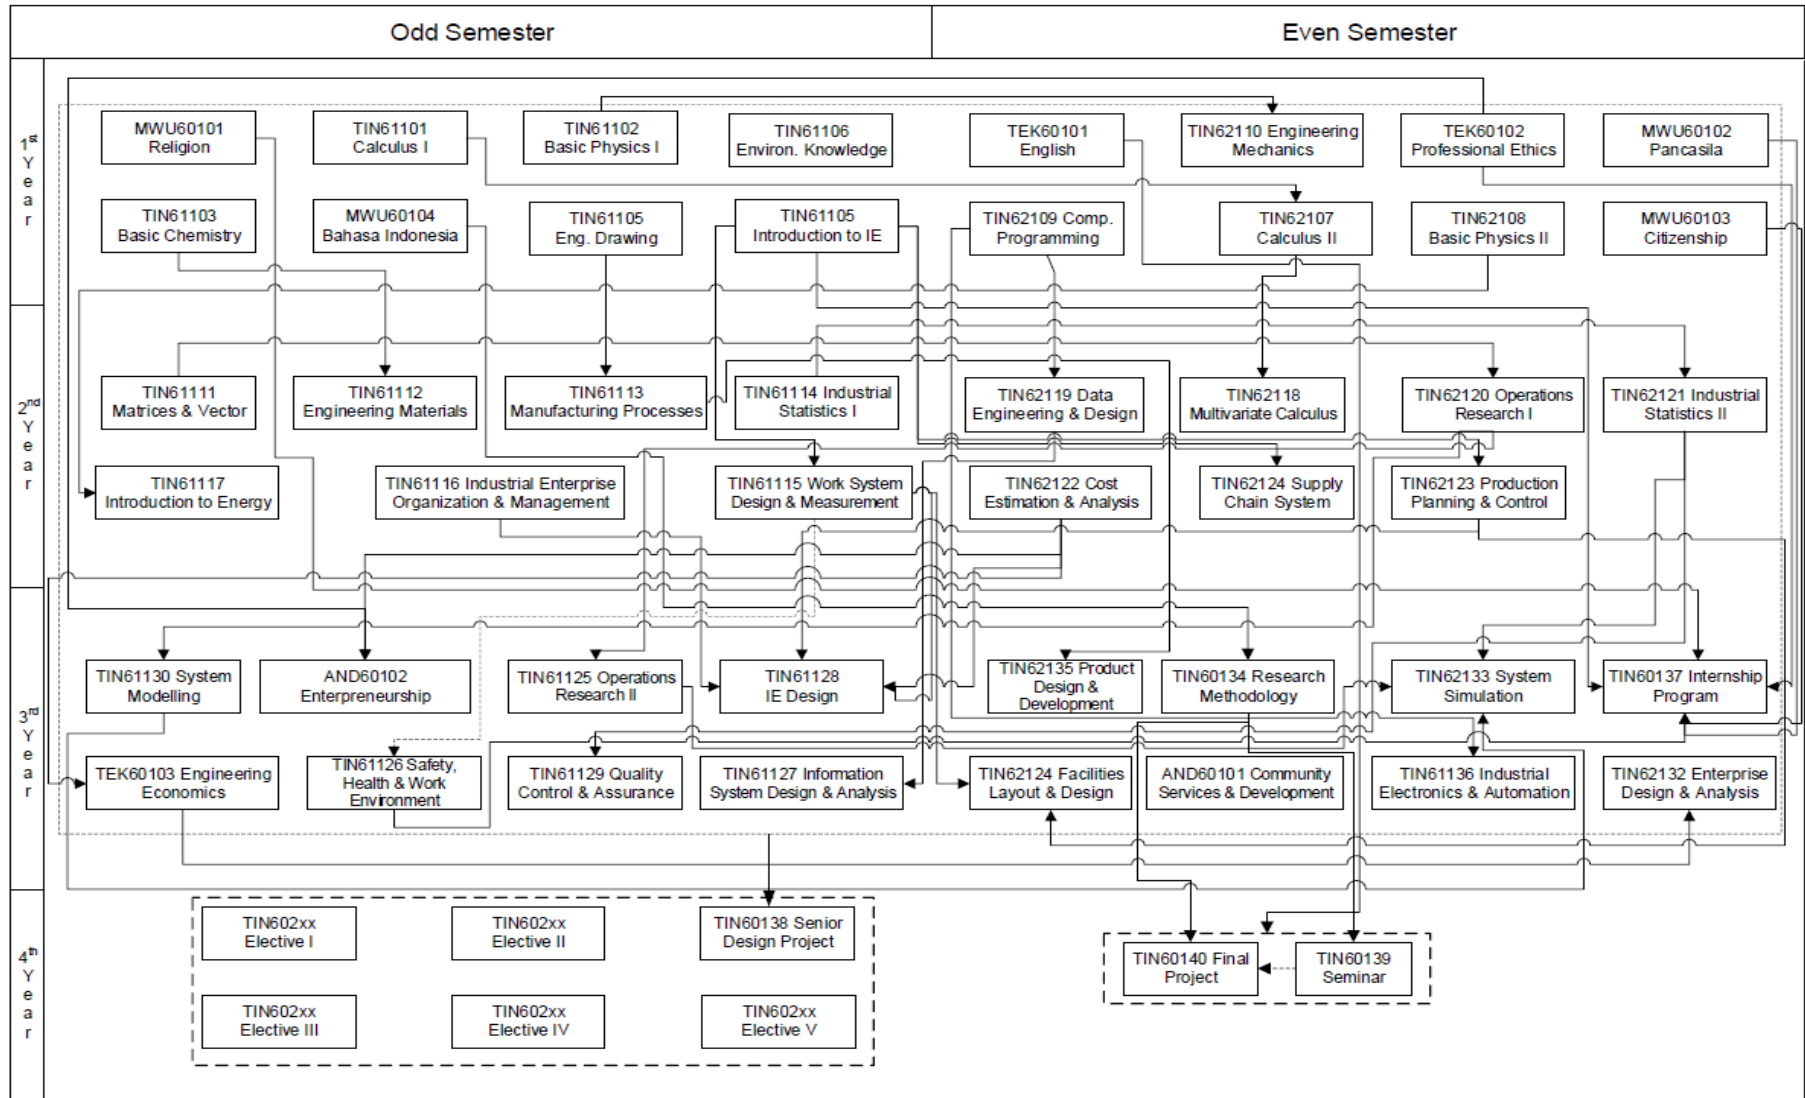 Odd Semester
Even Semester
1st
Year
MWU60101
Religion
TIN61101
Calculus I
TIN61102
Basic Physics I
TIN61106
Environ. Knowledge
TEK60101
English
TIN62110 Engineering
Mechanics
TEK60102
Professional Ethics
MWU60102
Pancasila
TIN61103
Basic Chemistry
MWU60104
Bahasa Indonesia
TIN61105
Eng. Drawing
TIN61105
Introduction to IE
TIN62109 Comp.
Programming
TIN62107
Calculus II
TIN62108
Basic Physics II
MWU60103
Citizenship
2nd
Year
TIN61111
Matrices & Vector
TIN61112
Engineering Materials
TIN61113
Manufacturing Processes
TIN61114 Industrial
Statistics I
TIN62119 Data
Engineering & Design
TIN62118
Multivariate Calculus
TIN62120 Operations
Research I
TIN62121 Industrial
Statistics II
TIN61117
Introduction to Energy
TIN61116 Industrial Enterprise
Organization & Management
TIN61115 Work System
Design & Measurement
TIN62122 Cost
Estimation & Analysis
TIN62124 Supply
Chain System
TIN62123 Production
Planning & Control
3rd
Year
TIN61130 System
Modelling
AND60102
Enterpreneurship
TIN61125 Operations
Research II
TIN61128
IE Design
TIN62135 Product
Design &
Development
TIN60134 Research
Methodology
TIN62133 System
Simulation
TIN60137 Internship
Program
TEK60103 Engineering
Economics
TIN61126 Safety,
Health & Work
Environment
TIN61129 Quality
Control & Assurance
TIN61127 Information
System Design & Analysis
TIN62124 Facilities
Layout & Design
AND60101 Community
Services & Development
TIN61136 Industrial
Electronics & Automation
TIN62132 Enterprise
Design & Analysis
4th
Year
TIN602xx
Elective I
TIN602xx
Elective II
TIN60138 Senior
Design Project
TIN60140 Final
Project
TIN60139
Seminar
TIN602xx
Elective III
TIN602xx
Elective IV
TIN602xx
Elective V